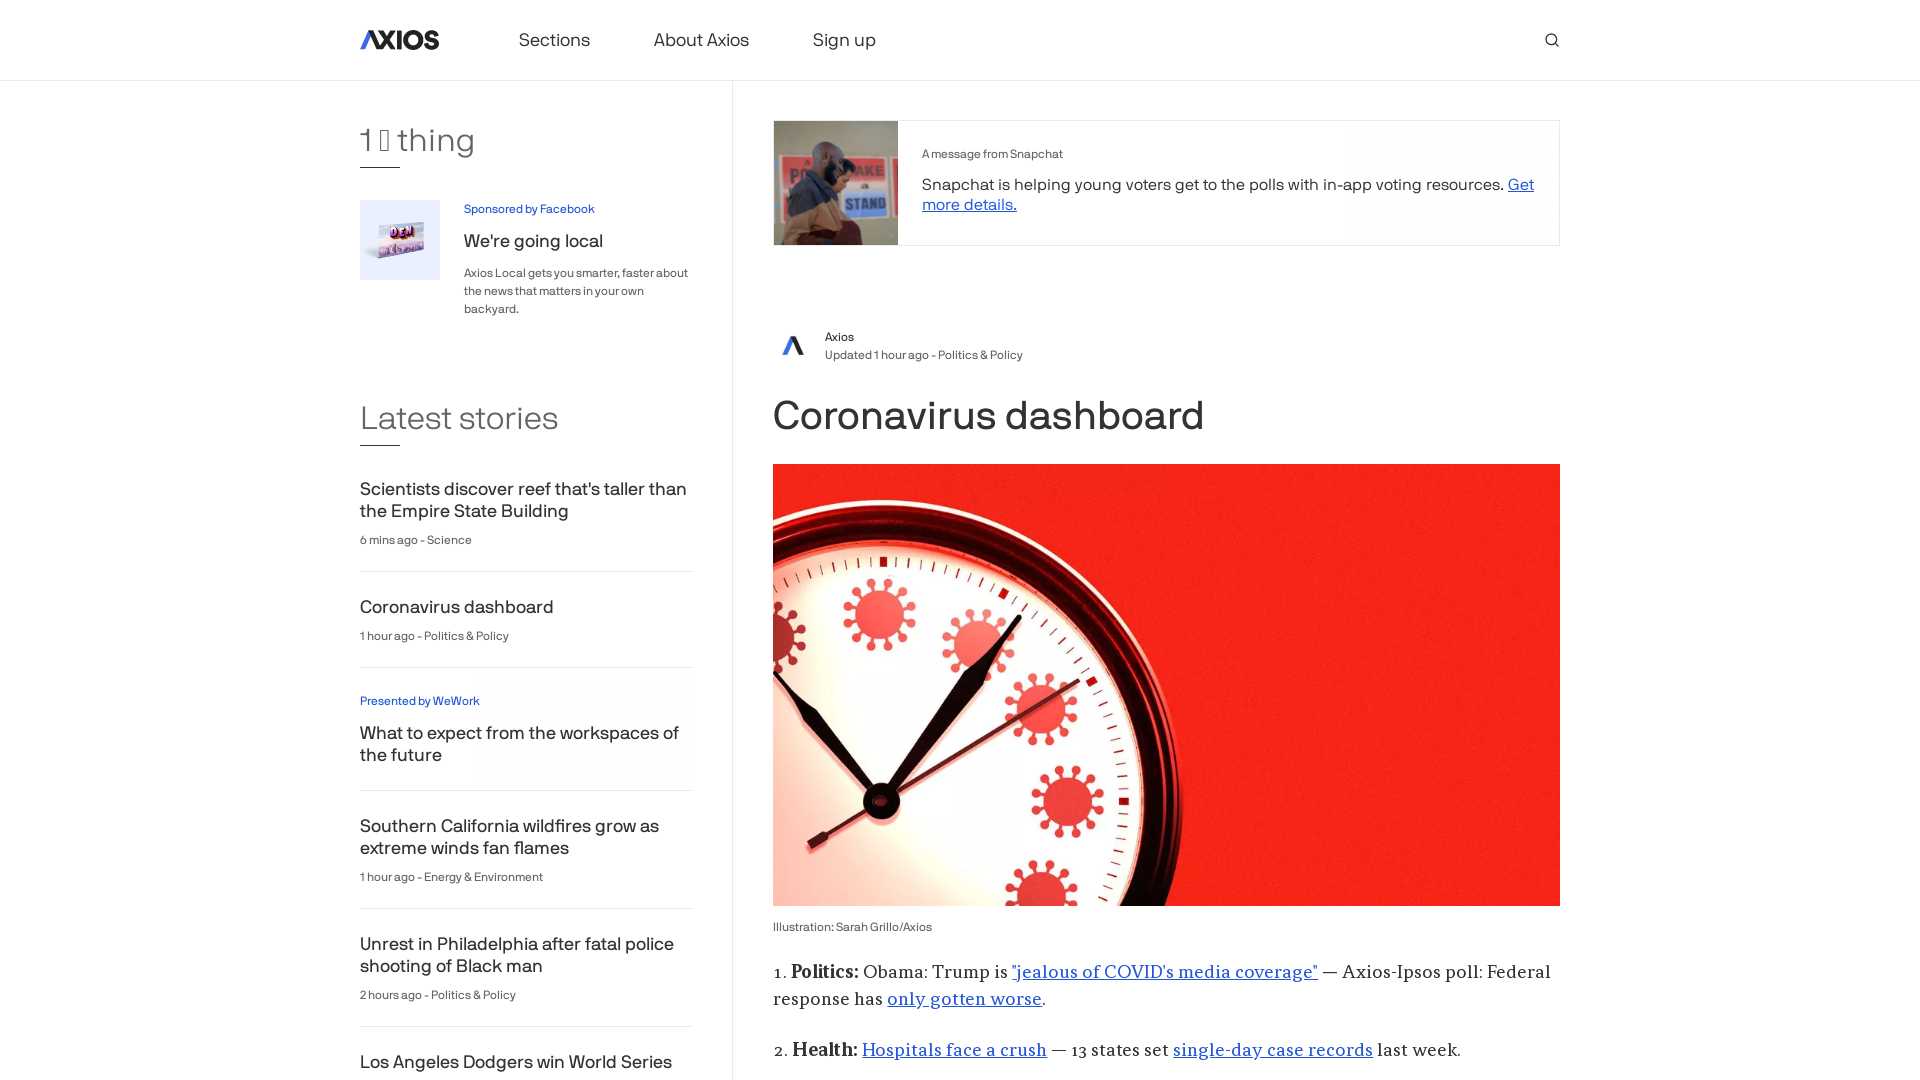 AXIOS
Sections
About Axios
Sign up
1 thing
Sponsored by Facebook
We're going local
Axios Local gets you smarter, faster about
the news that matters in your own
backyard.
Latest stories
Scientists discover reef that's taller than
the Empire State Building
6 mins ago - Science
Coronavirus dashboard
1 hour ago - Politics & Policy
Presented by WeWork
What to expect from the workspaces of
the future
Southern California wildfires grow as
extreme winds fan flames
1 hour ago - Energy & Environment
Unrest in Philadelphia after fatal police
shooting of Black man
2 hours ago - Politics & Policy
Los Angeles Dodgers win World Series
A message from Snapchat
Snapchat is helping young voters get to the polls with in-app voting resources. Get
more details.
STAND
DEN
Axios
Updated 1 hour ago - Politics & Policy
Coronavirus dashboard
Illustration: Sarah Grillo/Axios
1. Politics: Obama: Trump is "jealous of COVID's media coverage" — Axios-Ipsos poll: Federal
response has only gotten worse.
2. Health: Hospitals face a crush — 13 states set single-day case records last week.